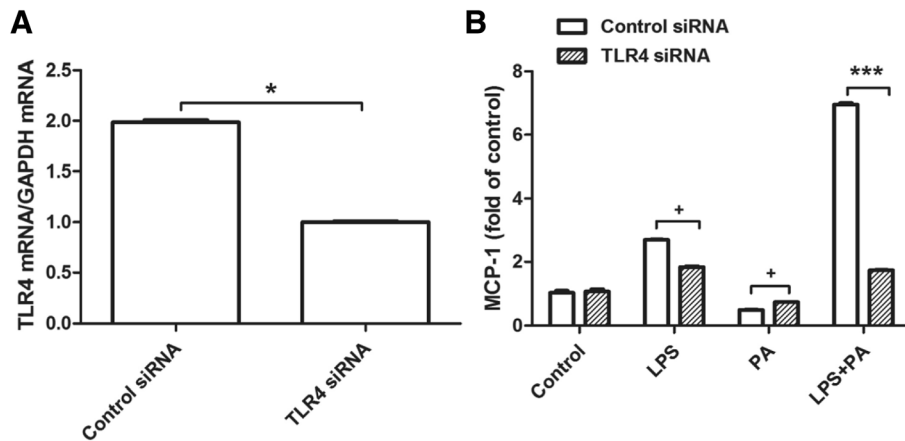 A
TLR4 mRNA/GAPDH mRNA
2.5
2.0
1.5
1.0
0.5
0.0
*
Control siRNA
TLR4 siRNA
B
Control siRNA
TLR4 siRNA
MCP-1 (fold of control)
8
6
4
2
0
+
+
***
Control
LPS
PA
LPS+PA